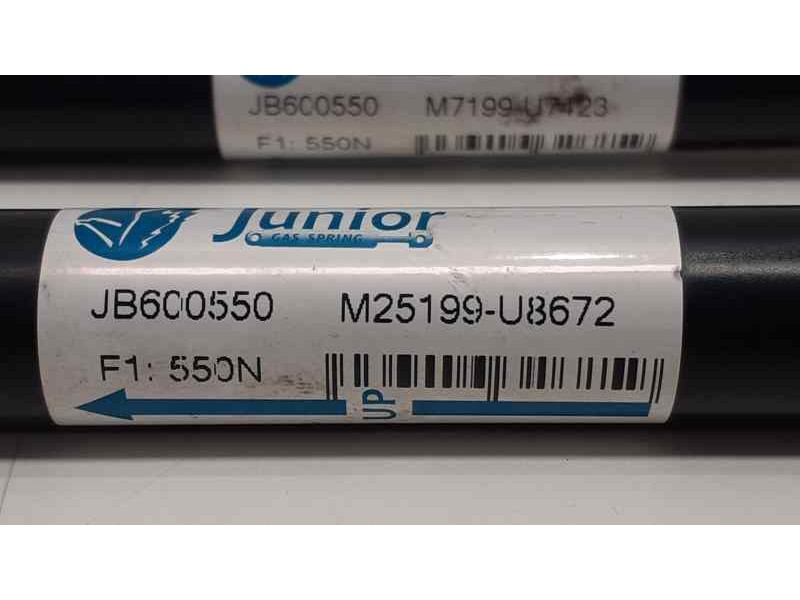 JB600550 M7199-U7423
F1: 550N
Junior
GAS SPRING
JB600550 M25199-U8672
F1: 550N
UP